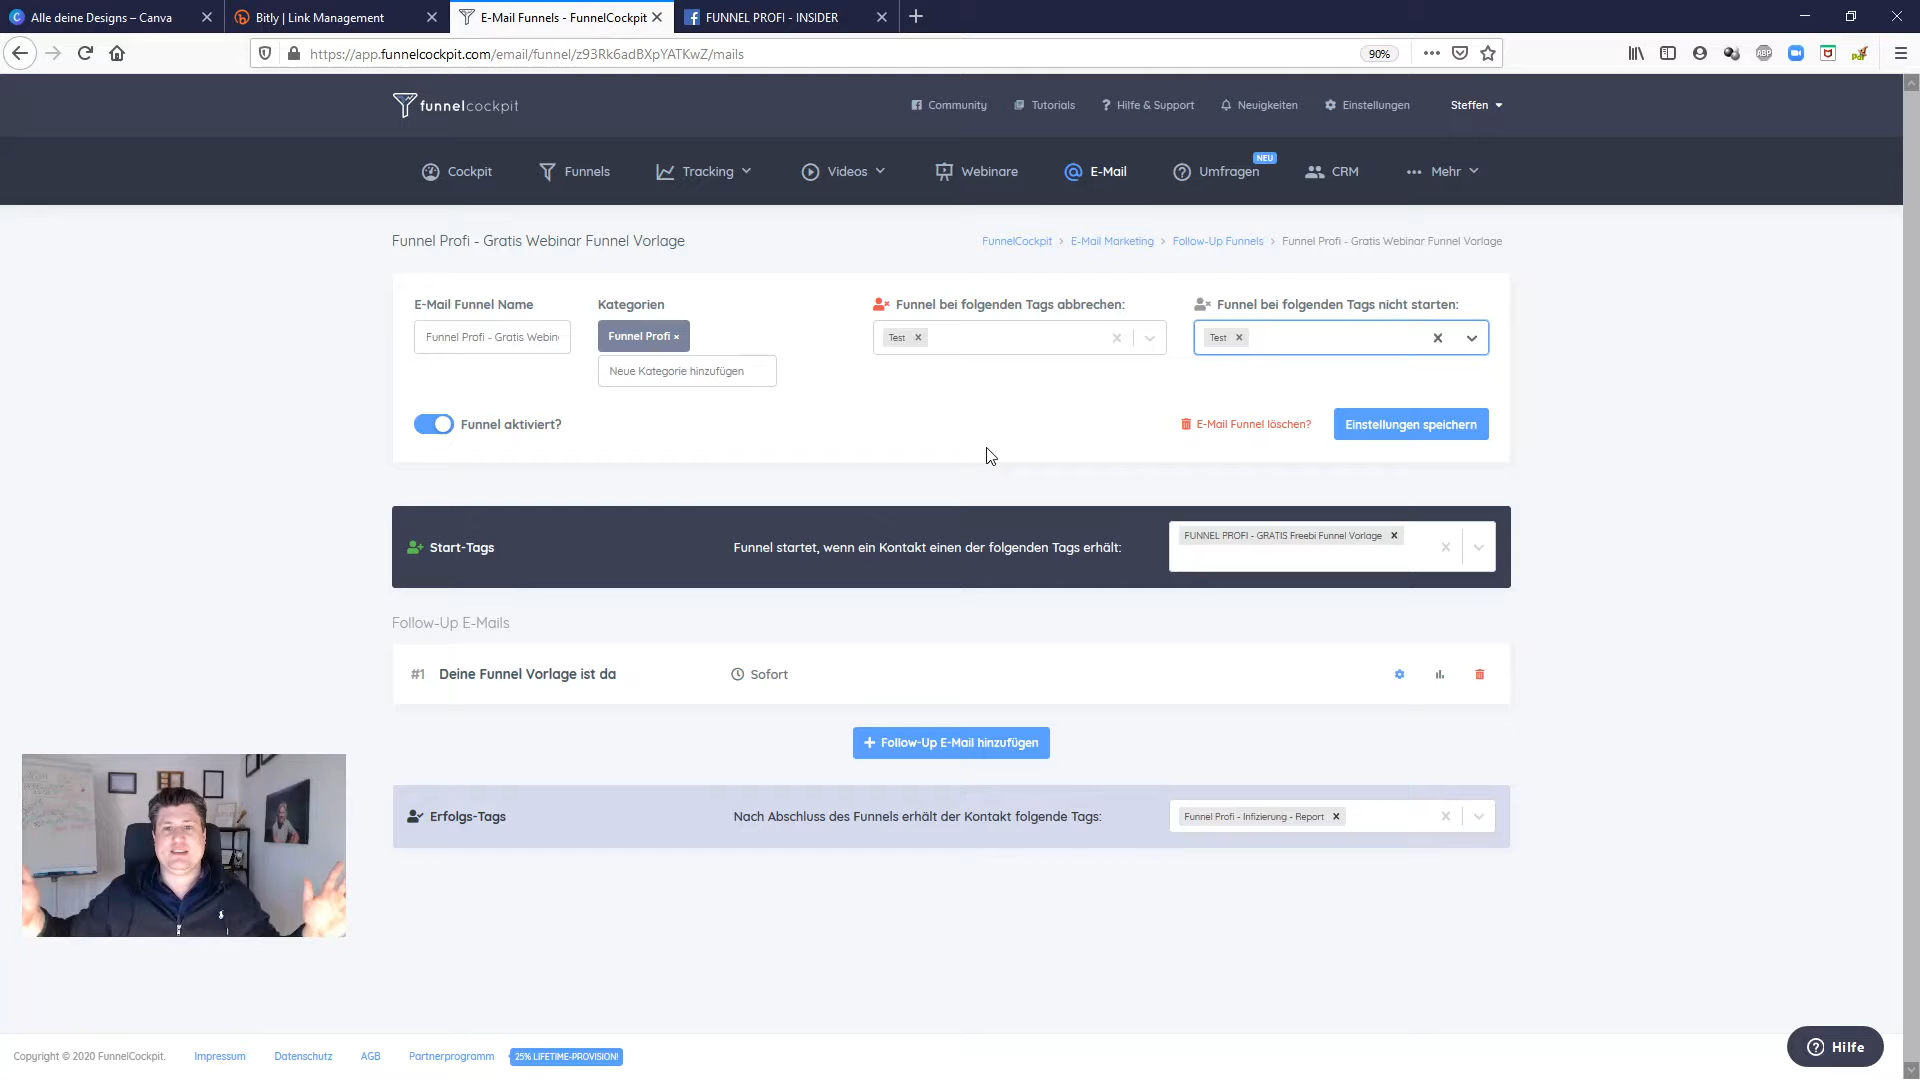 Alle deine Designs – Canva
Bitly | Link Management
E-Mail Funnels - FunnelCockpit
FUNNEL PROFI - INSIDER
https://app.funnelcockpit.com/email/funnel/z93Rk6adBXpYATKwZ/mails
90%
funnelcockpit
Community
Tutorials
Hilfe & Support
Neuigkeiten
Einstellungen
Steffen
Cockpit
Funnels
Tracking
Videos
Webinare
E-Mail
Umfragen
NEU
CRM
Mehr
Funnel Profi - Gratis Webinar Funnel Vorlage
FunnelCockpit > E-Mail Marketing > Follow-Up Funnels > Funnel Profi - Gratis Webinar Funnel Vorlage
E-Mail Funnel Name
Kategorien
Funnel bei folgenden Tags abbrechen:
Funnel bei folgenden Tags nicht starten:
Funnel Profi - Gratis Webin
Funnel Profi ×
Test
Test
Neue Kategorie hinzufügen
Funnel aktiviert?
E-Mail Funnel löschen?
Einstellungen speichern
Start-Tags
Funnel startet, wenn ein Kontakt einen der folgenden Tags erhält:
FUNNEL PROFI - GRATIS Freebi Funnel Vorlage
Follow-Up E-Mails
#1 Deine Funnel Vorlage ist da
Sofort
+ Follow-Up E-Mail hinzufügen
Erfolgs-Tags
Nach Abschluss des Funnels erhält der Kontakt folgende Tags:
Funnel Profi - Infizierung - Report
Copyright © 2020 FunnelCockpit.
Impressum
Datenschutz
AGB
Partnerprogramm
25% LIFETIME-PROVISION!
Hilfe